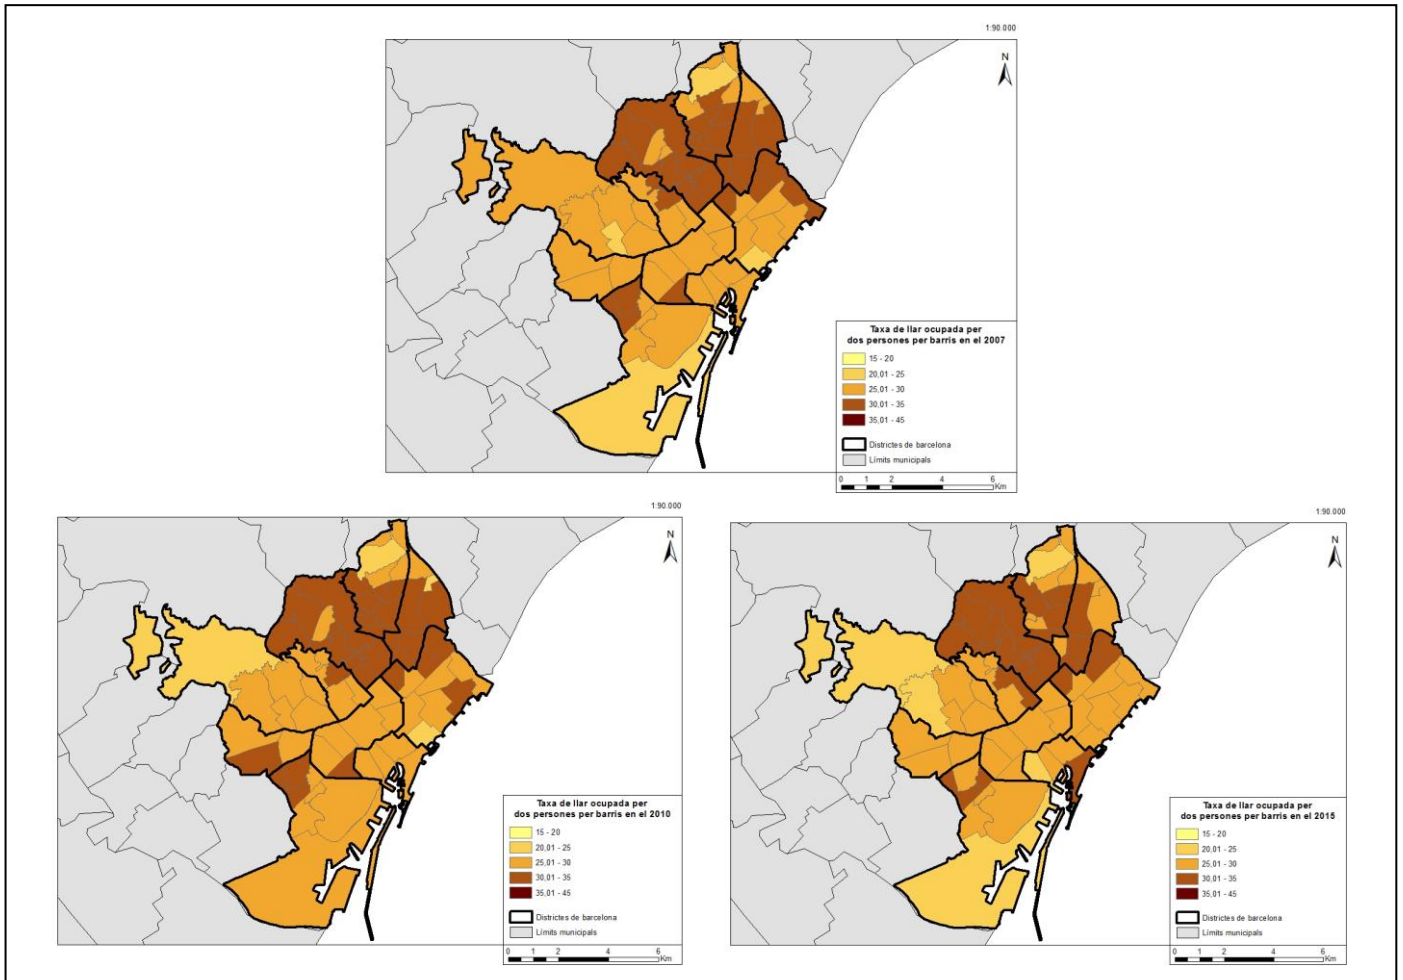 1:90.000
N
Taxa de llar ocupada per
dos persones per barris en el 2007
15 - 20
20,01 - 25
25,01 - 30
30,01 - 35
35,01 - 45
Districtes de barcelona
Límits municipals
0 1 2 4 6
Km
1:90.000
N
Taxa de llar ocupada per
dos persones per barris en el 2010
15 - 20
20,01 - 25
25,01 - 30
30,01 - 35
35,01 - 45
Districtes de barcelona
Límits municipals
0 1 2 4 6
Km
1:90.000
N
Taxa de llar ocupada per
dos persones per barris en el 2015
15 - 20
20,01 - 25
25,01 - 30
30,01 - 35
35,01 - 45
Districtes de barcelona
Límits municipals
0 1 2 4 6
Km